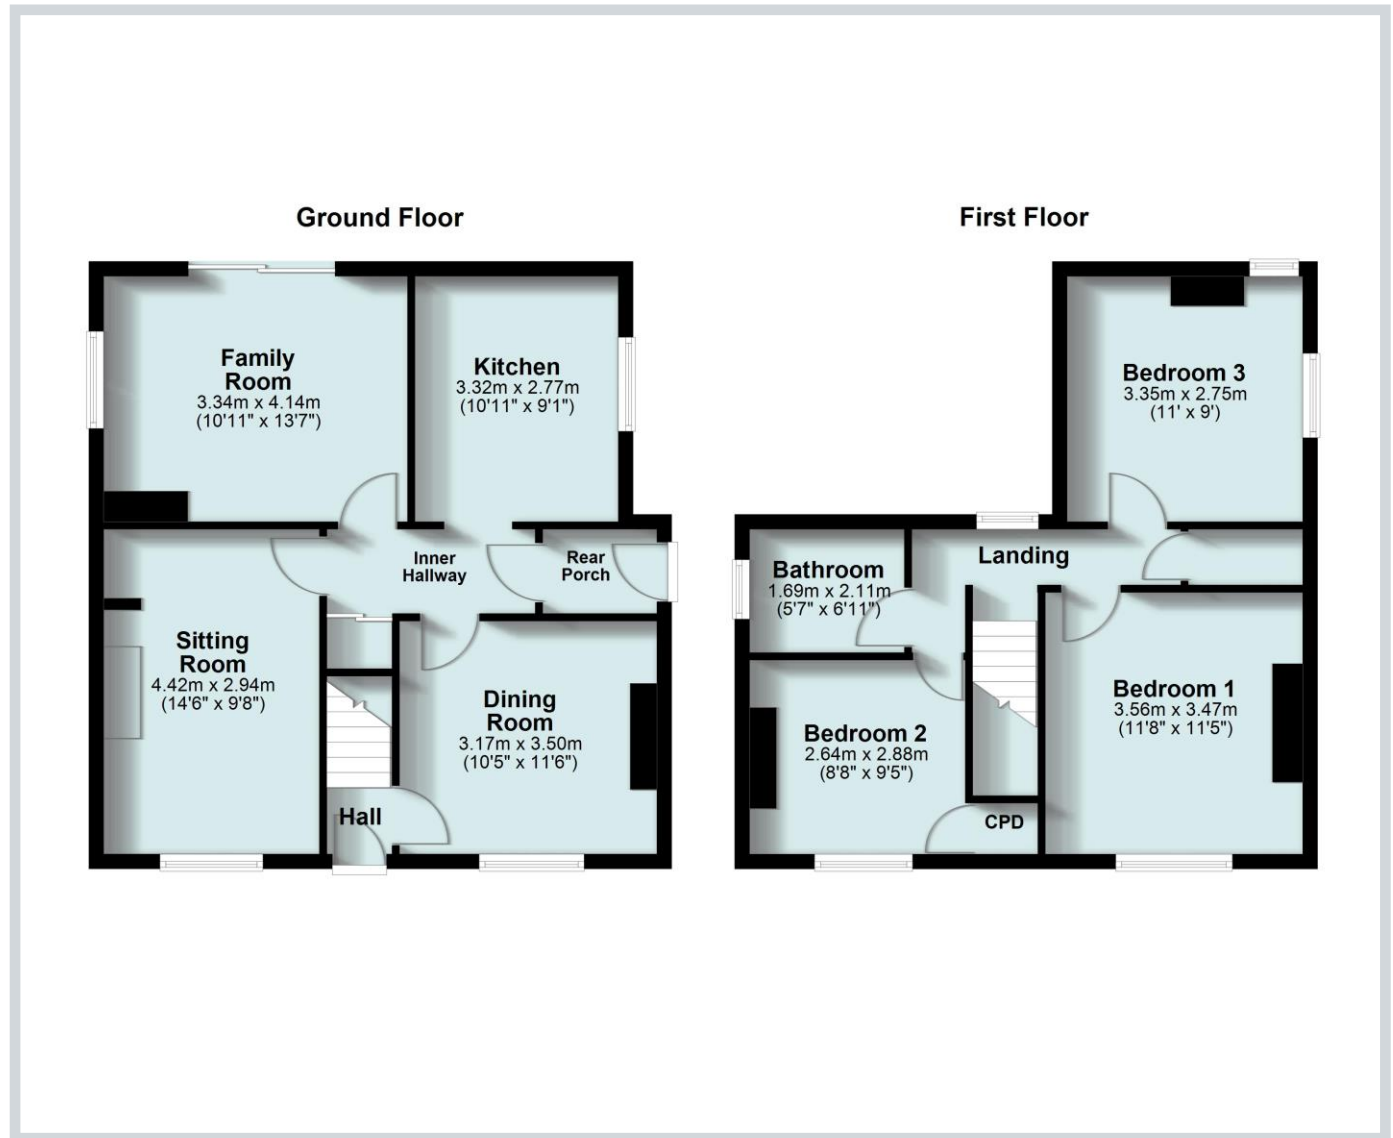 Ground Floor
Family
Room
3.34m x 4.14m
(10'11" x 13'7")
Kitchen
3.32m x 2.77m
(10'11" x 9'1")
Inner
Hallway
Rear
Porch
Sitting
Room
4.42m x 2.94m
(14'6" x 9'8")
Dining
Room
3.17m x 3.50m
(10'5" x 11'6")
Hall
First Floor
Bedroom 3
3.35m x 2.75m
(11' x 9')
Landing
Bathroom
1.69m x 2.11m
(5'7" x 6'11")
Bedroom 1
3.56m x 3.47m
(11'8" x 11'5")
Bedroom 2
2.64m x 2.88m
(8'8" x 9'5")
CPD